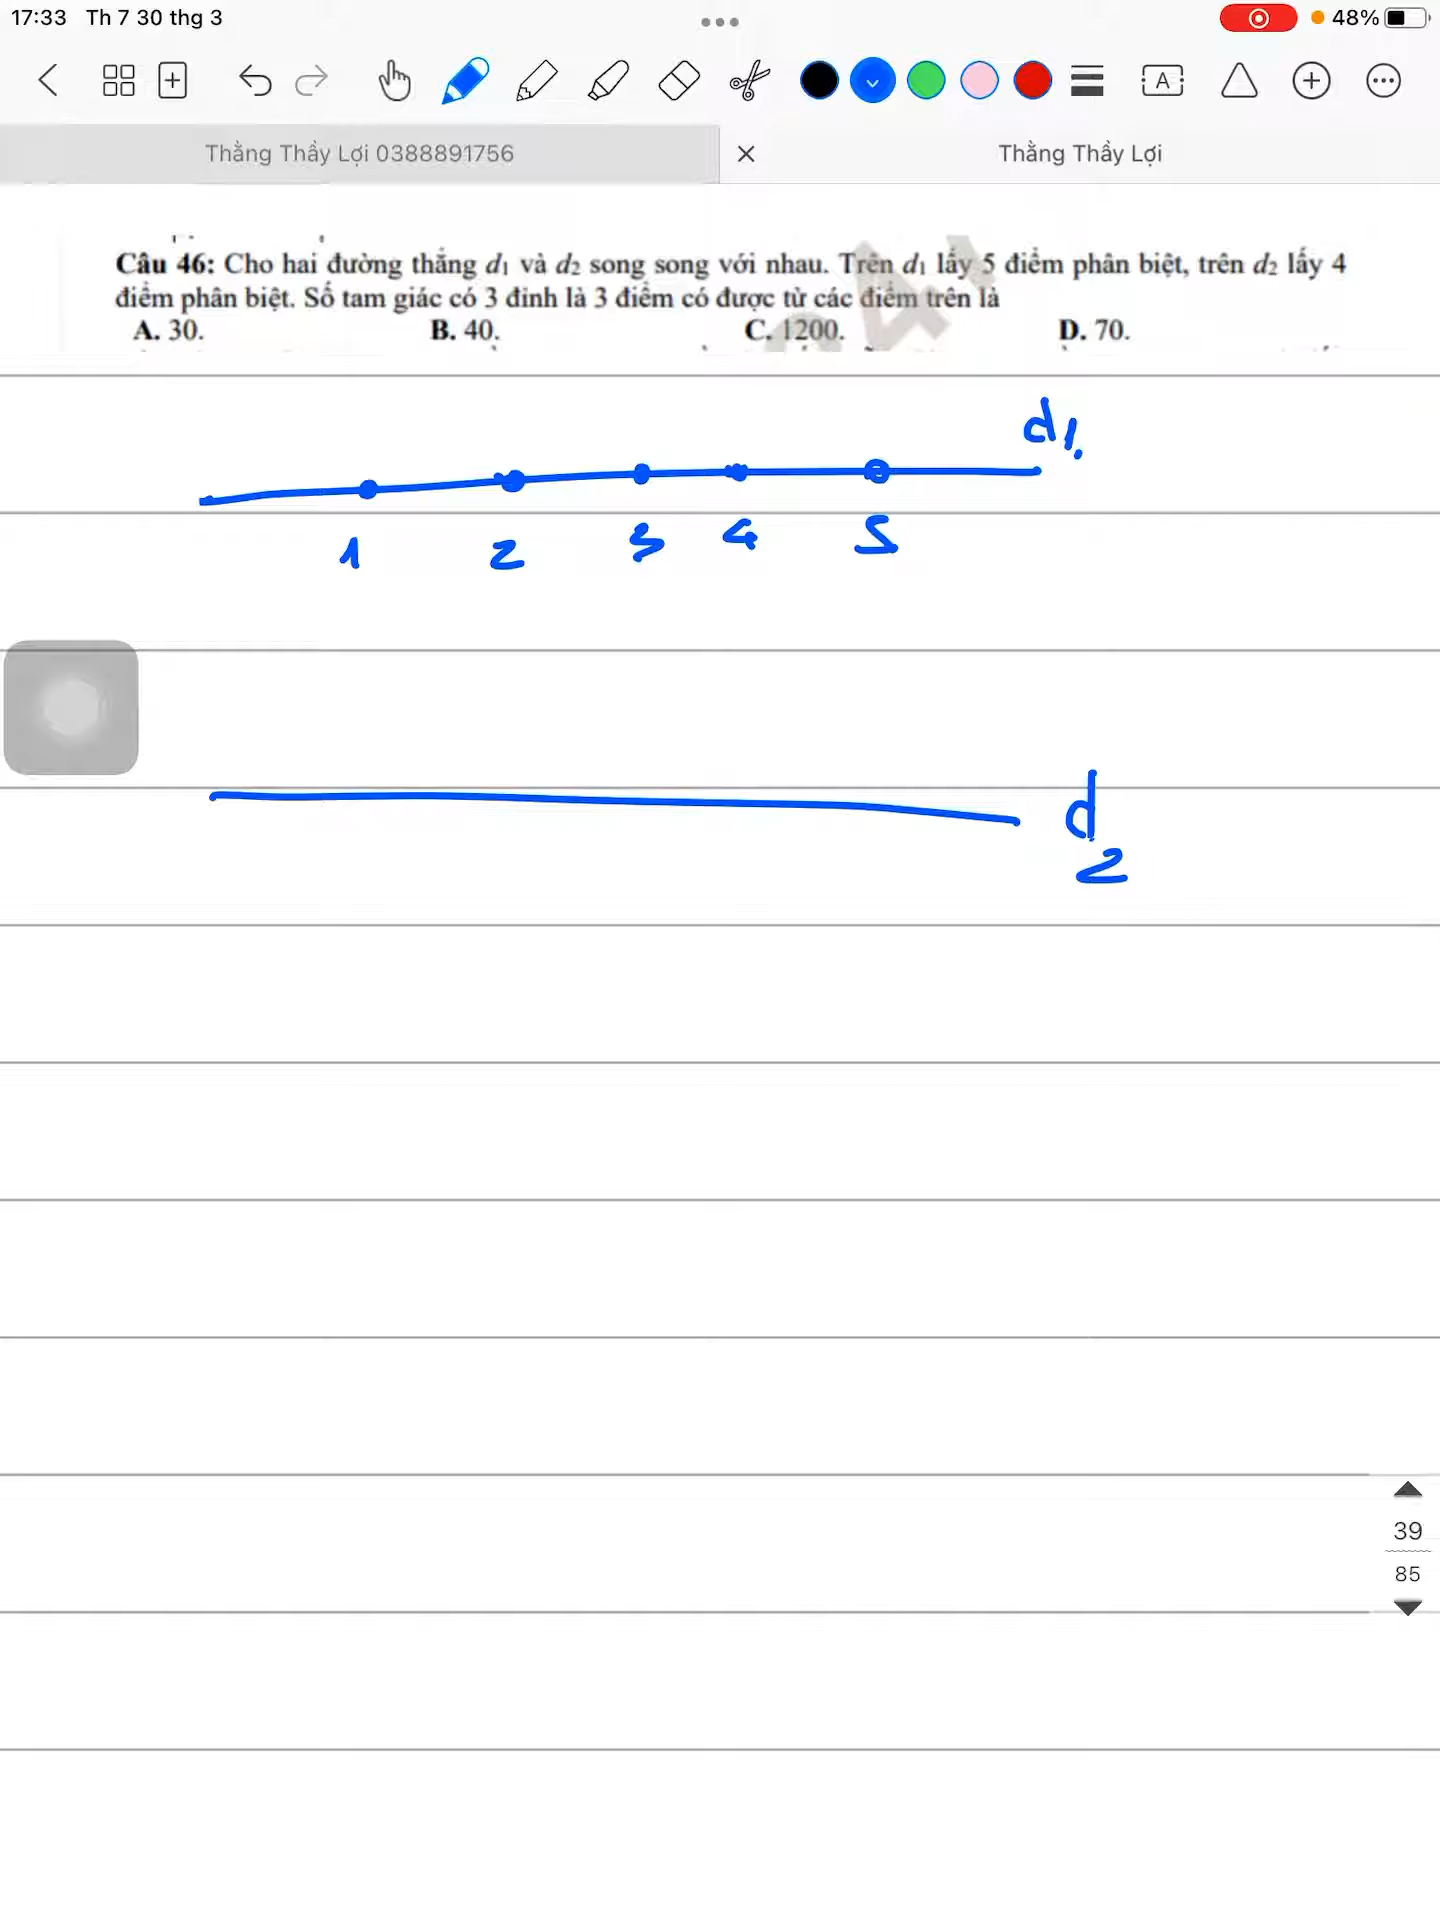 17:33 Th 7 30 thg 3
48%
A
Thằng Thầy Lợi 0388891756
Thằng Thầy Lợi
Câu 46: Cho hai đường thẳng d1 và d2 song song với nhau. Trên d1 lấy 5 điểm phân biệt, trên d2 lấy 4
điểm phân biệt. Số tam giác có 3 đỉnh là 3 điểm có được từ các điểm trên là
A. 30. B. 40. C. 1200. D. 70.
d1
1 2 3 4 5
d2
39
85